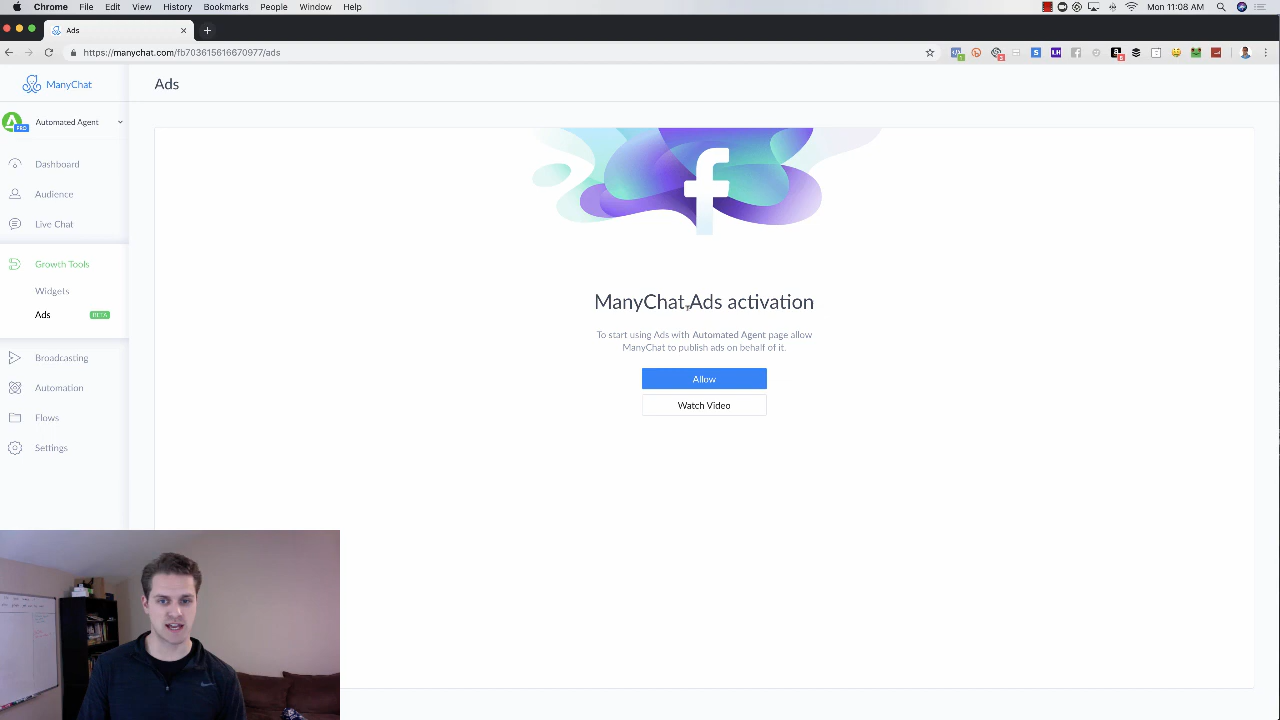 Chrome File Edit View History Bookmarks People Window Help Mon 11:08 AM
Ads
https://manychat.com/fb703615616670977/ads
ManyChat
Ads
Automated Agent
PRO
Dashboard
Audience
Live Chat
Growth Tools
Widgets
Ads BETA
Broadcasting
Automation
Flows
Settings
ManyChat Ads activation
To start using Ads with Automated Agent page allow
ManyChat to publish ads on behalf of it.
Allow
Watch Video